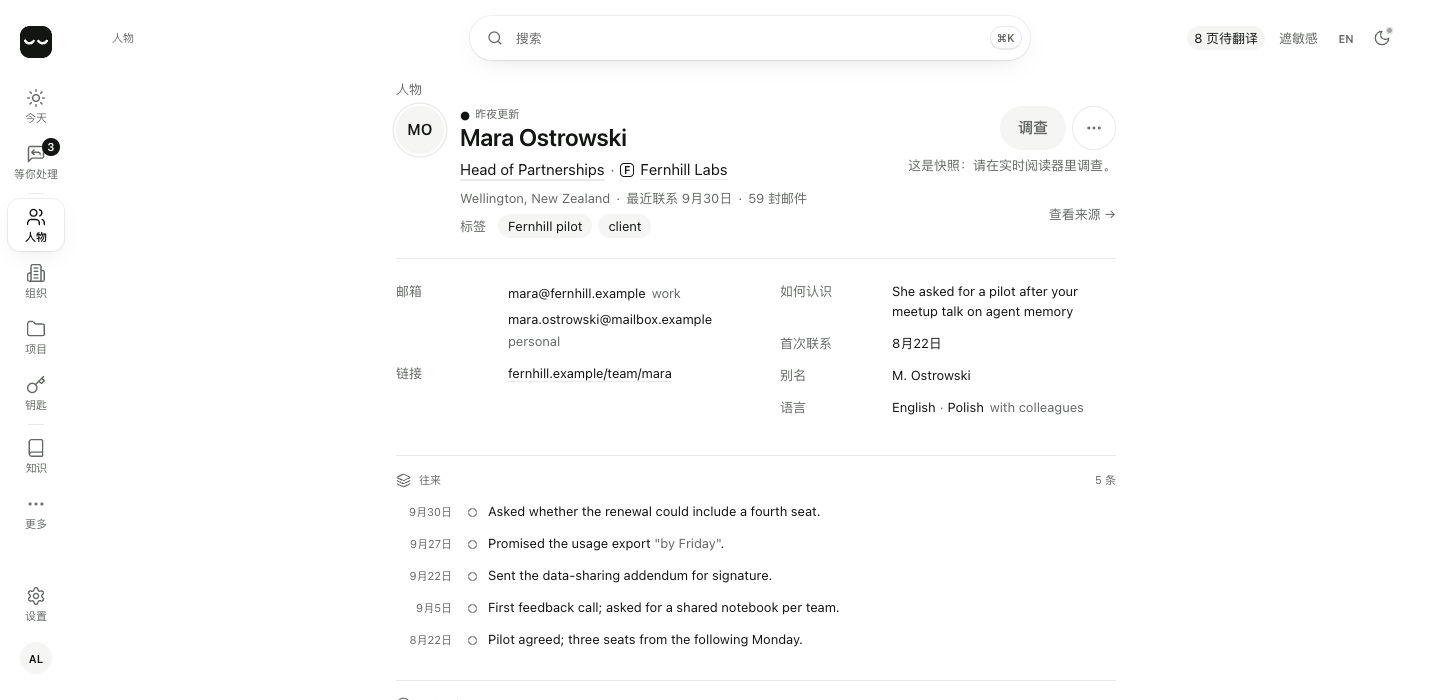 人物
搜索
⌘K
8 页待翻译
遮敏感
EN
今天
3
等你处理
人物
组织
项目
钥匙
知识
更多
设置
AL
人物
MO
昨夜更新
Mara Ostrowski
Head of Partnerships · F Fernhill Labs
Wellington, New Zealand · 最近联系 9月30日 · 59 封邮件
标签 Fernhill pilot client
调查
这是快照：请在实时阅读器里调查。
查看来源 →
邮箱
mara@fernhill.example work
mara.ostrowski@mailbox.example
personal
链接
fernhill.example/team/mara
如何认识
She asked for a pilot after your
meetup talk on agent memory
首次联系
8月22日
别名
M. Ostrowski
语言
English · Polish with colleagues
往来
5 条
9月30日 Asked whether the renewal could include a fourth seat.
9月27日 Promised the usage export "by Friday".
9月22日 Sent the data-sharing addendum for signature.
9月5日 First feedback call; asked for a shared notebook per team.
8月22日 Pilot agreed; three seats from the following Monday.